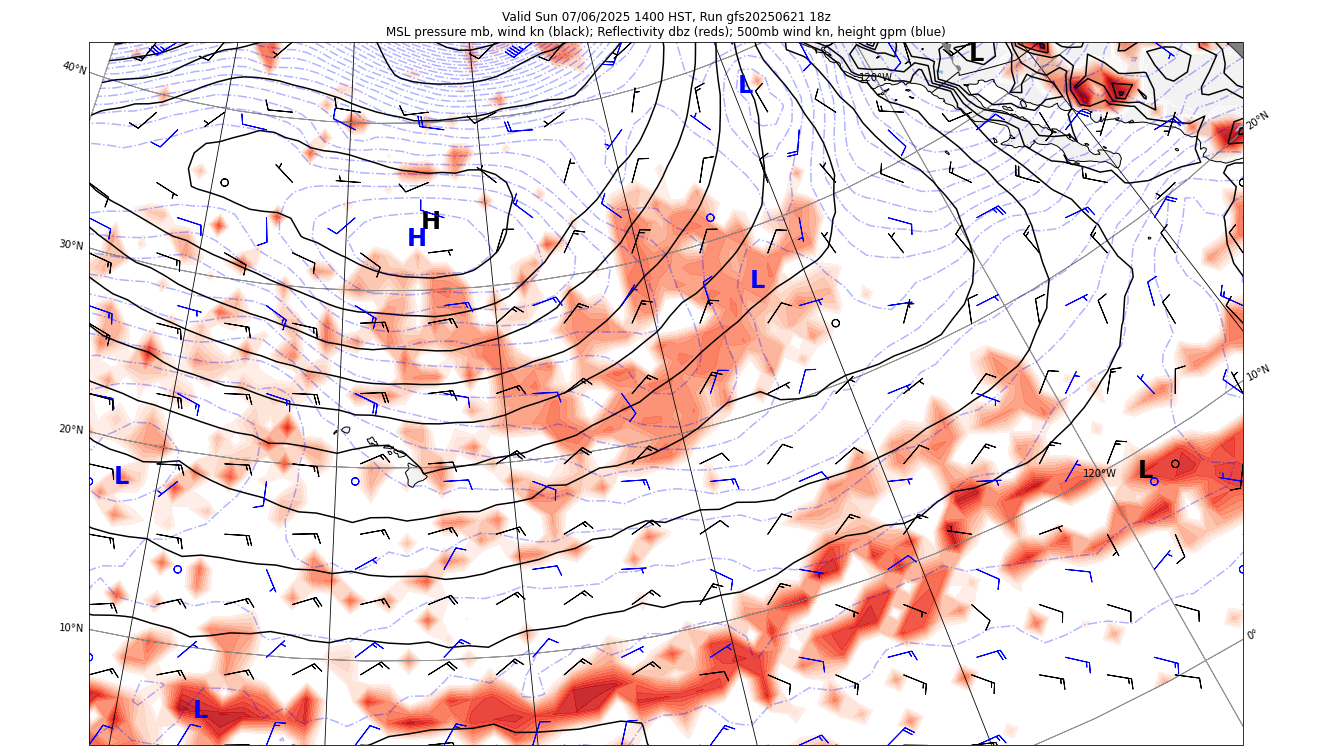 Valid Sun 07/06/2025 1400 HST, Run gfs20250621 18z
MSL pressure mb, wind kn (black); Reflectivity dbz (reds); 500mb wind kn, height gpm (blue)
L
40°N
120°W
L
20°N
H
H
30°N
L
10°N
20°N
L
L
120°W
10°N
0°
L